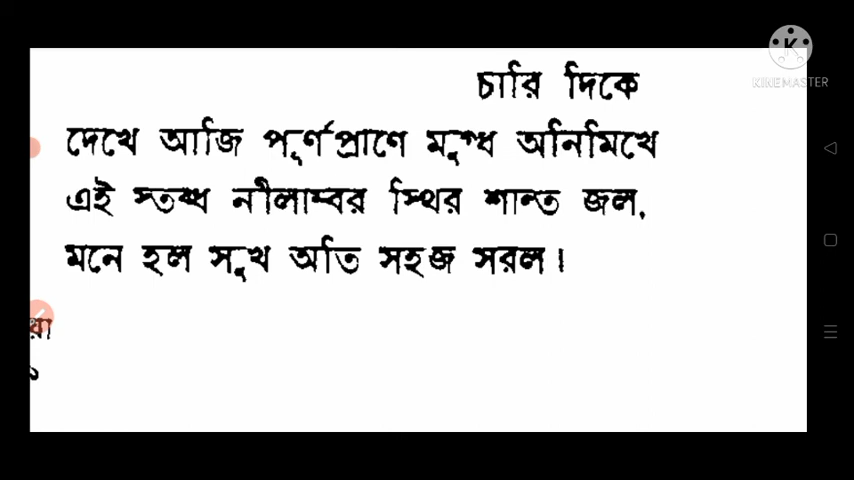 চারি দিকে
দেখে আজি পূর্ণপ্রাণে মুগ্ধ অনিমিখে
এই স্তব্ধ নীলাম্বর স্থির শান্ত জল,
মনে হল সুখ অতি সহজ সরল।
KINEMASTER